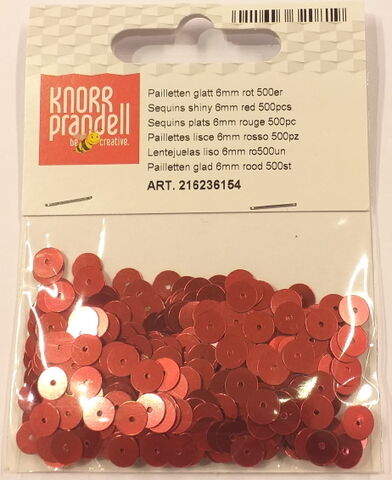 KNORR
prandell
be creative.
Pailletten glatt 6mm rot 500er
Sequins shiny 6mm red 500pcs
Sequins plats 6mm rouge 500pc
Paillettes lisce 6mm rosso 500pz
Lentejuelas liso 6mm ro500un
Pailletten glad 6mm rood 500st
ART. 216236154